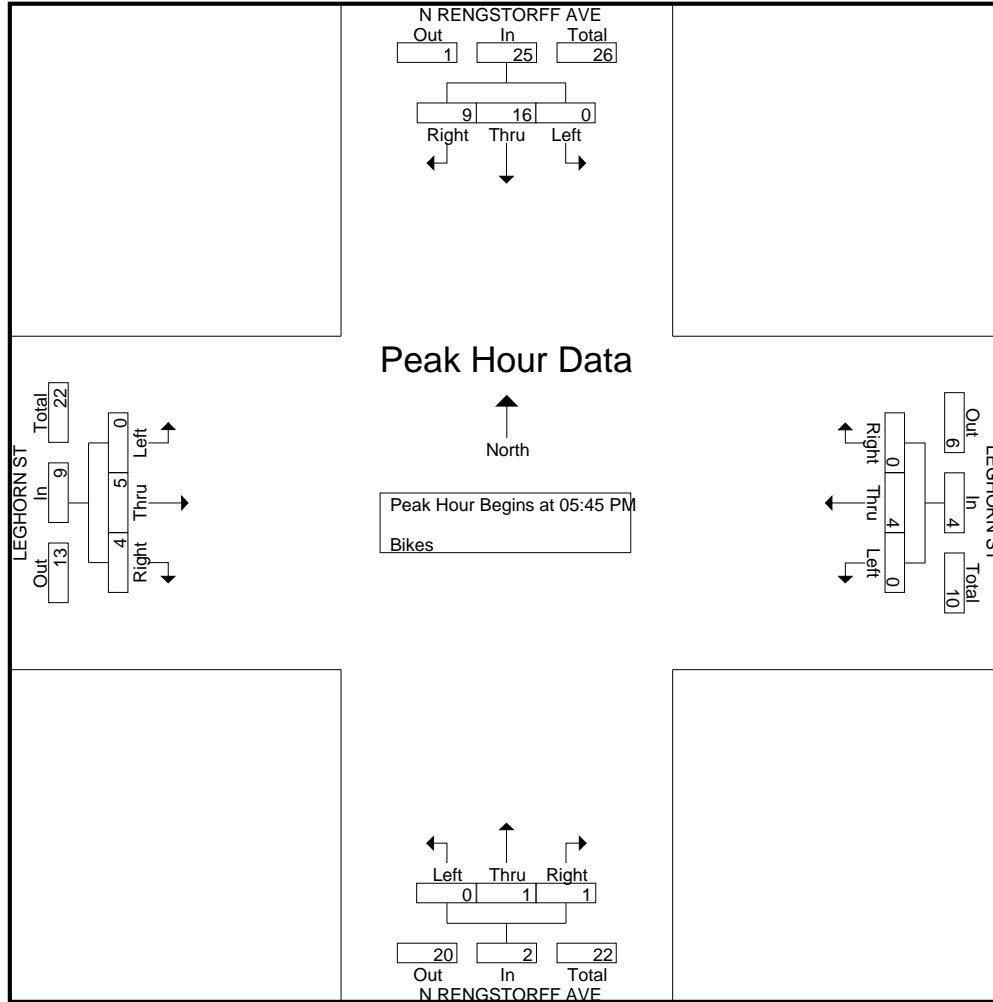 N RENGSTORFF AVE
Out In Total
1 25 26
9 16 0
Right Thru Left
Peak Hour Data
North
Peak Hour Begins at 05:45 PM
Bikes
LEGHORN ST
Total In Out
22 9 13
0 5 4
Left Thru Right
Right Thru Left
0 4 0
Out In Total
6 4 10
LEGHORN ST
Left Thru Right
0 1 1
20 2 22
Out In Total
N RENGSTORFF AVE